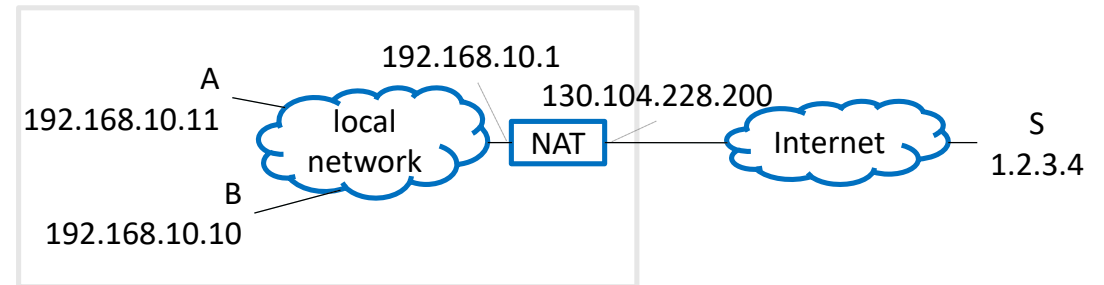 192.168.10.1
A
130.104.228.200
192.168.10.11
local
network
NAT
Internet
S
1.2.3.4
B
192.168.10.10